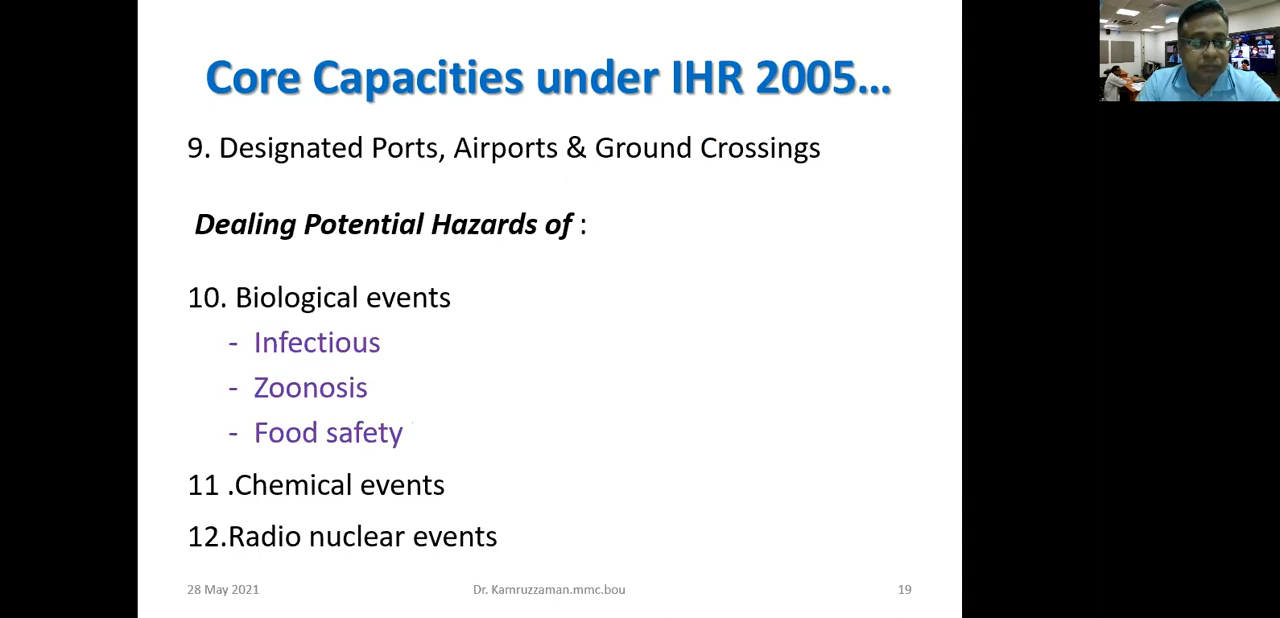 Core Capacities under IHR 2005...
9. Designated Ports, Airports & Ground Crossings
Dealing Potential Hazards of :
10. Biological events
- Infectious
- Zoonosis
- Food safety
11 .Chemical events
12.Radio nuclear events
28 May 2021
Dr. Kamruzzaman.mmc.bou
19